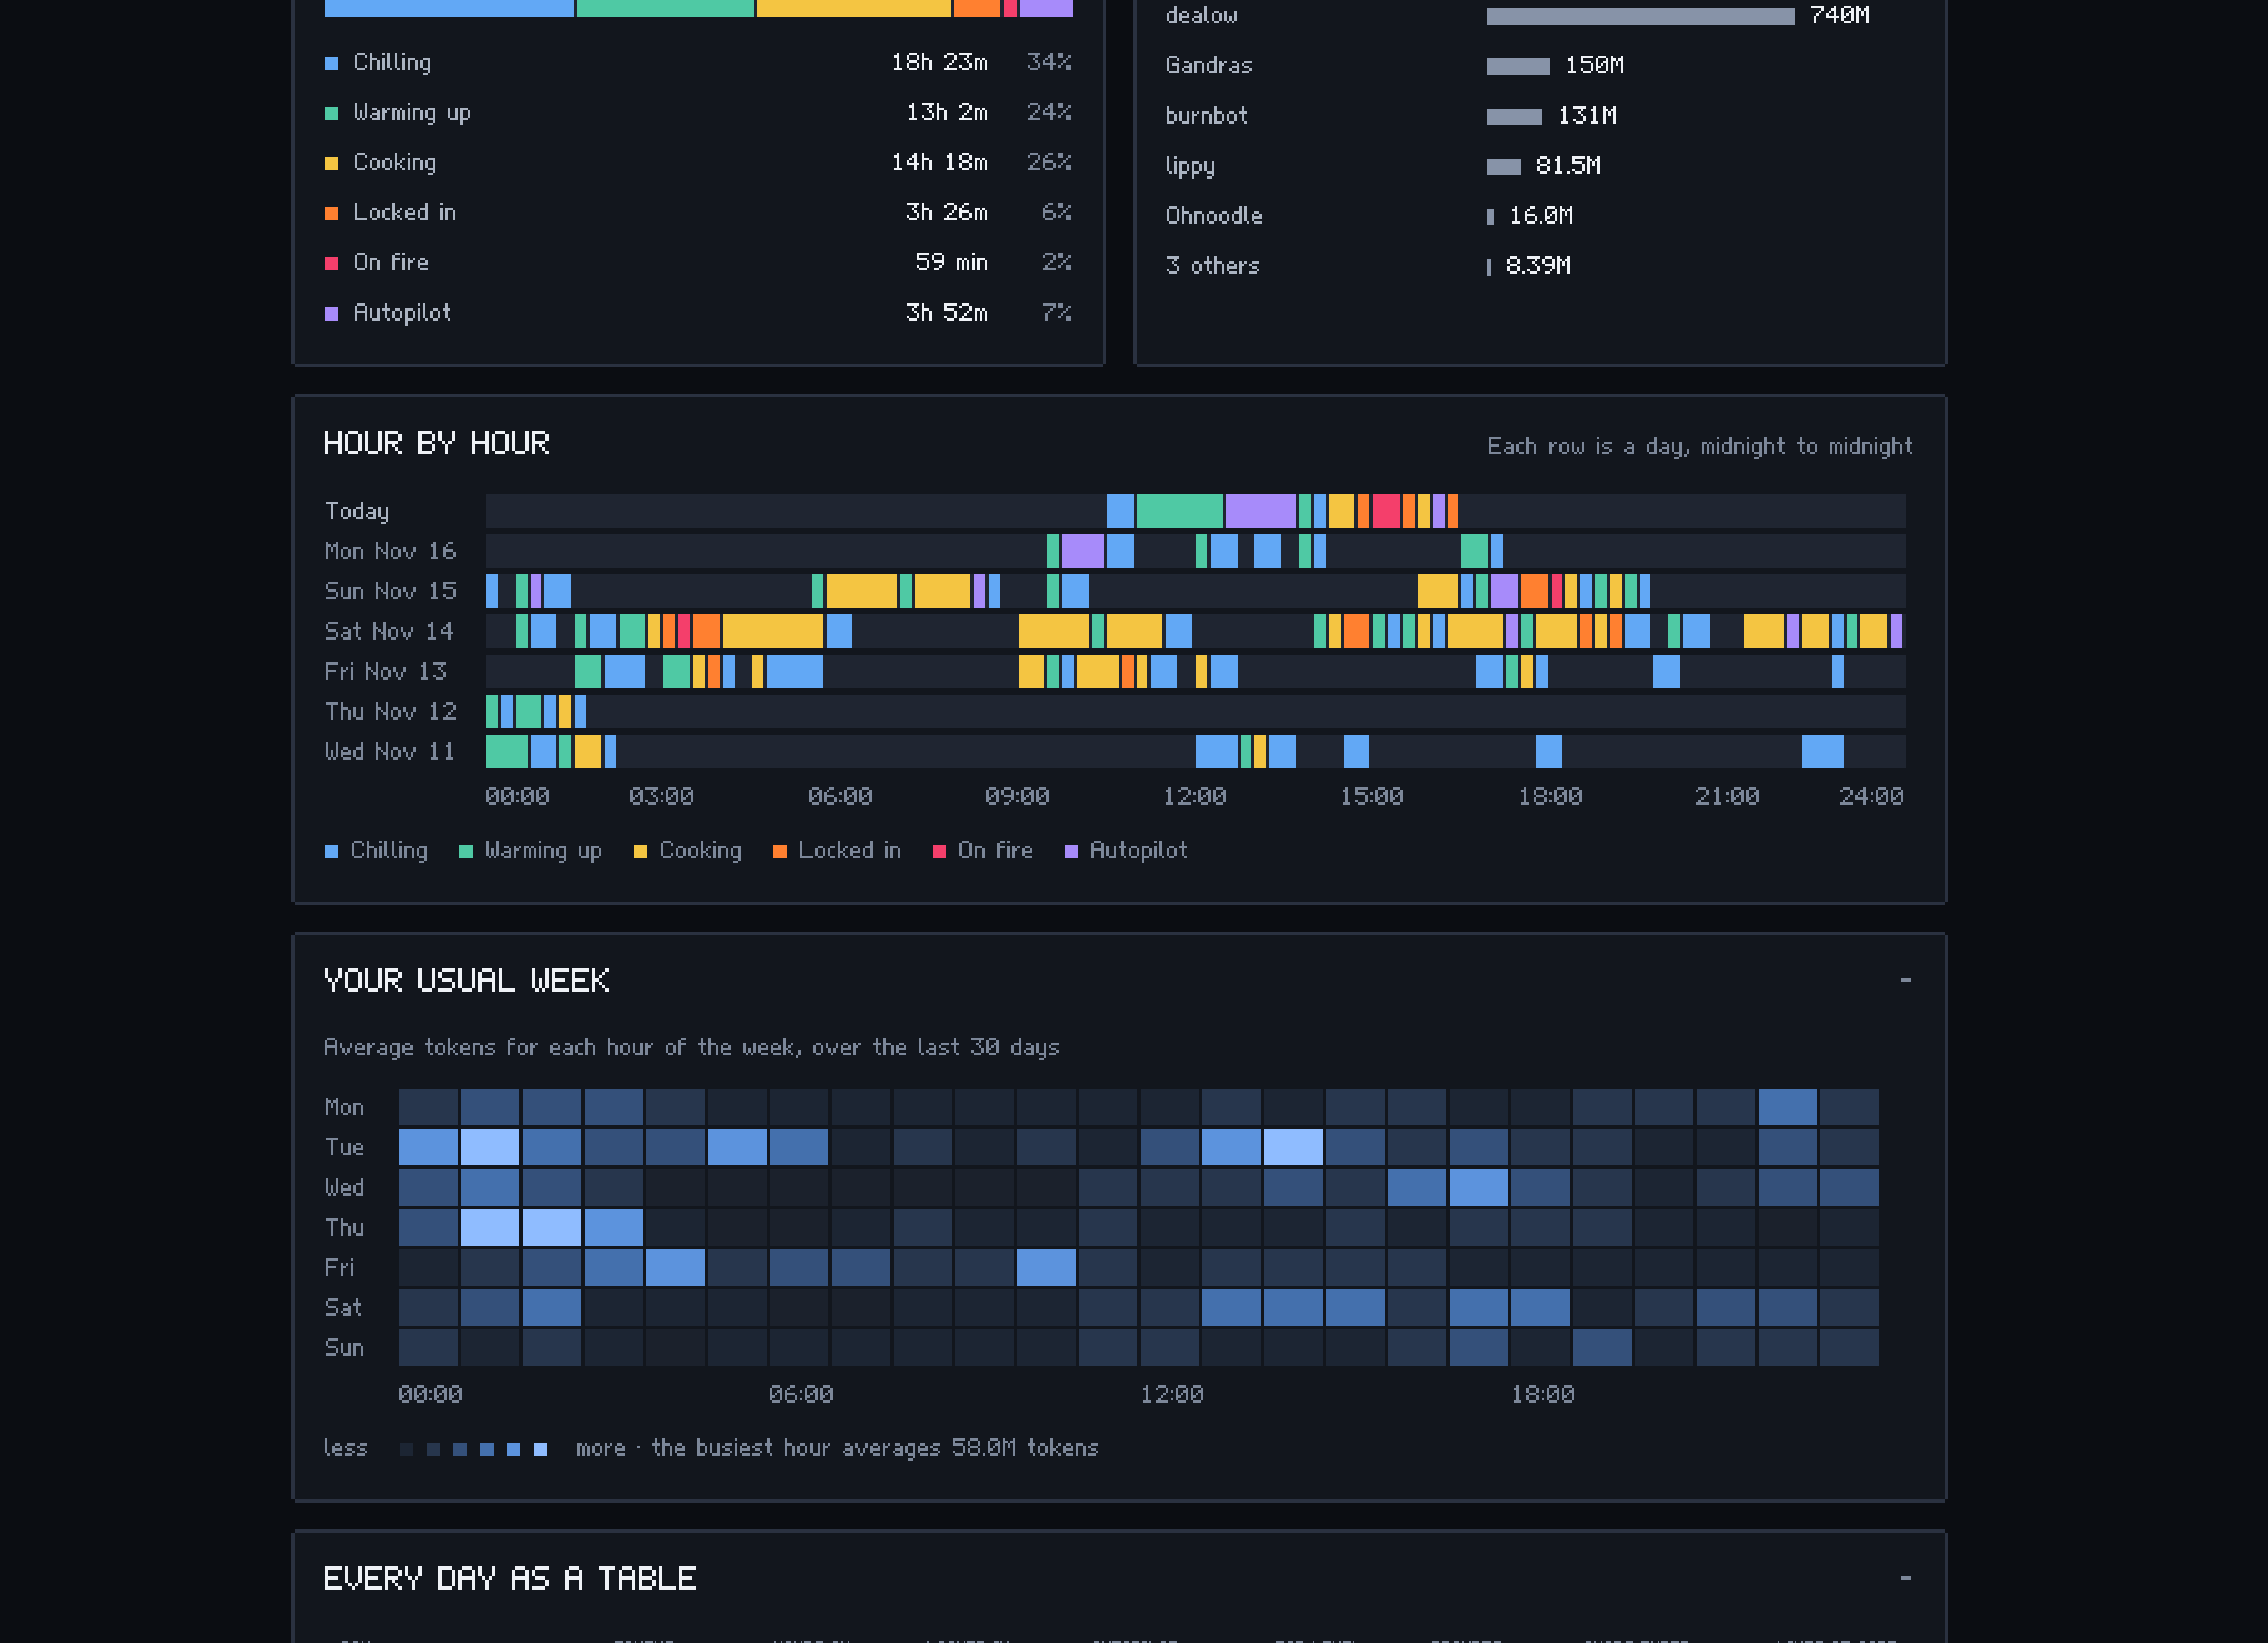 Chilling 18h 23m 34%
Warming up 13h 2m 24%
Cooking 14h 18m 26%
Locked in 3h 26m 6%
On fire 59 min 2%
Autopilot 3h 52m 7%
dealow 740M
Gandras 150M
burnbot 131M
lippy 81.5M
Ohnoodle 16.0M
3 others 8.39M
HOUR BY HOUR Each row is a day, midnight to midnight
Today
Mon Nov 16
Sun Nov 15
Sat Nov 14
Fri Nov 13
Thu Nov 12
Wed Nov 11
00:00 03:00 06:00 09:00 12:00 15:00 18:00 21:00 24:00
Chilling Warming up Cooking Locked in On fire Autopilot
YOUR USUAL WEEK -
Average tokens for each hour of the week, over the last 30 days
Mon
Tue
Wed
Thu
Fri
Sat
Sun
00:00 06:00 12:00 18:00
less more · the busiest hour averages 58.0M tokens
EVERY DAY AS A TABLE -